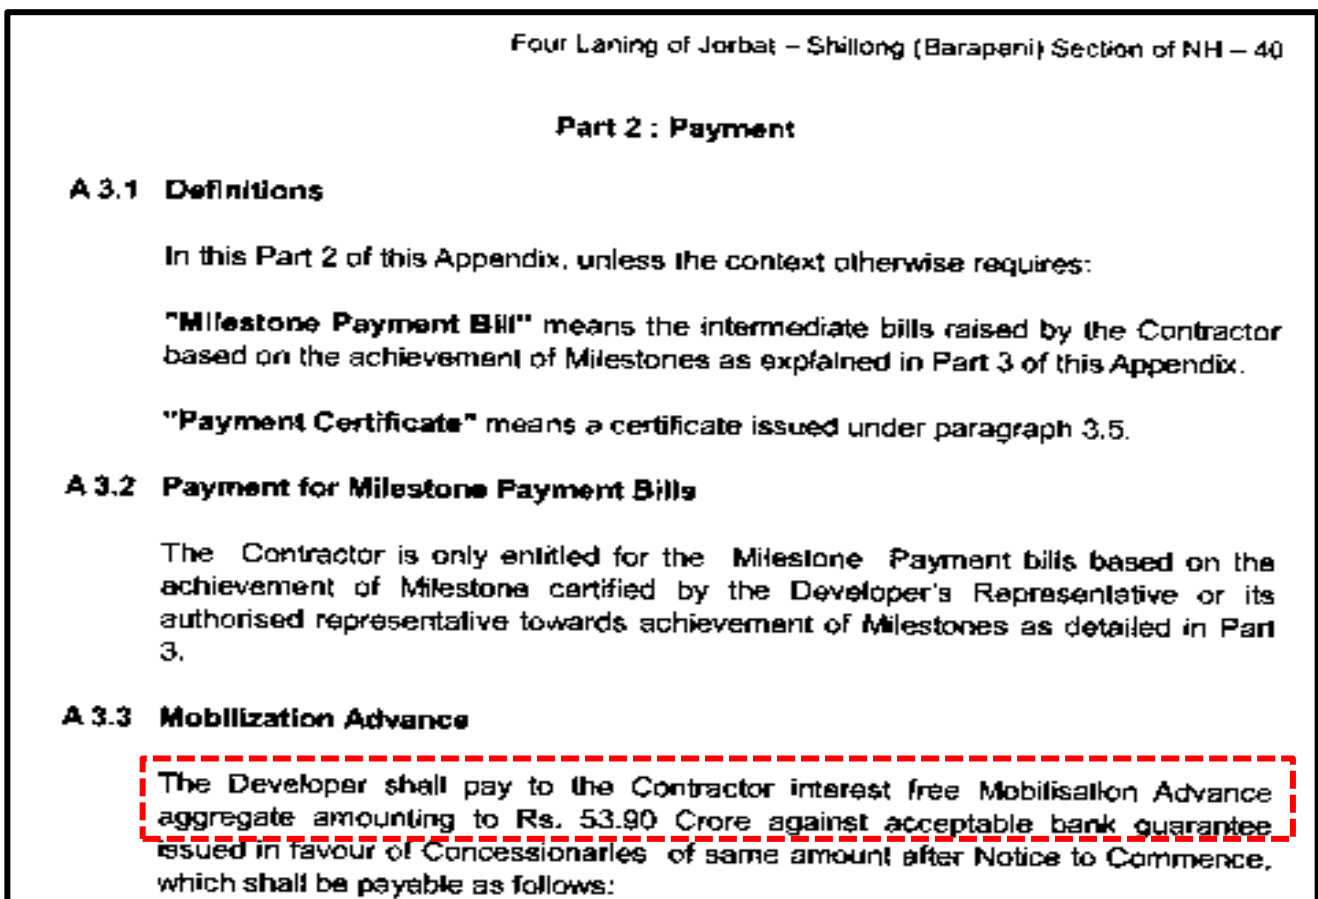 Four Laning of Jorbat – Shillong (Barapani) Section of NH – 40
Part 2 : Payment
A 3.1 Definitions
In this Part 2 of this Appendix, unless the context otherwise requires:
"Milestone Payment Bill" means the intermediate bills raised by the Contractor
based on the achievement of Milestones as explained in Part 3 of this Appendix.
"Payment Certificate" means a certificate issued under paragraph 3.5.
A 3.2 Payment for Milestone Payment Bills
The Contractor is only entitled for the Milestone Payment bills based on the
achievement of Milestone certified by the Developer's Representative or its
authorised representative towards achievement of Milestones as detailed in Part
3.
A 3.3 Mobilization Advance
The Developer shall pay to the Contractor interest free Mobilisation Advance
aggregate amounting to Rs. 53.90 Crore against acceptable bank guarantee
issued in favour of Concessionaries of same amount after Notice to Commence,
which shall be payable as follows: